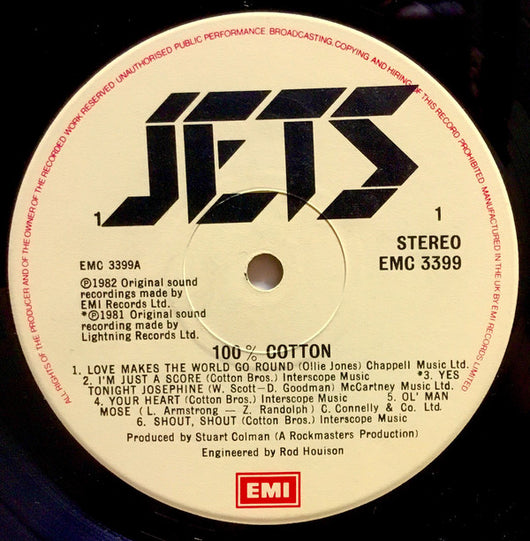 ALL RIGHTS OF THE PRODUCER AND OF THE OWNER OF THE RECORDED WORK RESERVED UNAUTHORISED PUBLIC PERFORMANCE, BROADCASTING, COPYING AND HIRING OF THIS RECORD PROHIBITED MANUFACTURED IN THE UK BY EMI RECORDS LIMITED
JETS
1
1
STEREO
EMC 3399
EMC 3399A
℗1982 Original sound
recordings made by
EMI Records Ltd.
*℗1981 Original sound
recording made by
Lightning Records Ltd.
100% COTTON
1. LOVE MAKES THE WORLD GO ROUND (Ollie Jones) Chappell Music Ltd.
2. I'M JUST A SCORE (Cotton Bros.) Interscope Music *3. YES
TONIGHT JOSEPHINE (W. Scott– D. Goodman) McCartney Music Ltd.
4. YOUR HEART (Cotton Bros.) Interscope Music 5. OL' MAN
MOSE ( L. Armstrong – Z. Randolph) C. Connelly & Co. Ltd.
6. SHOUT, SHOUT (Cotton Bros.) Interscope Music
Produced by Stuart Colman (A Rockmasters Production)
Engineered by Rod Houison
EMI